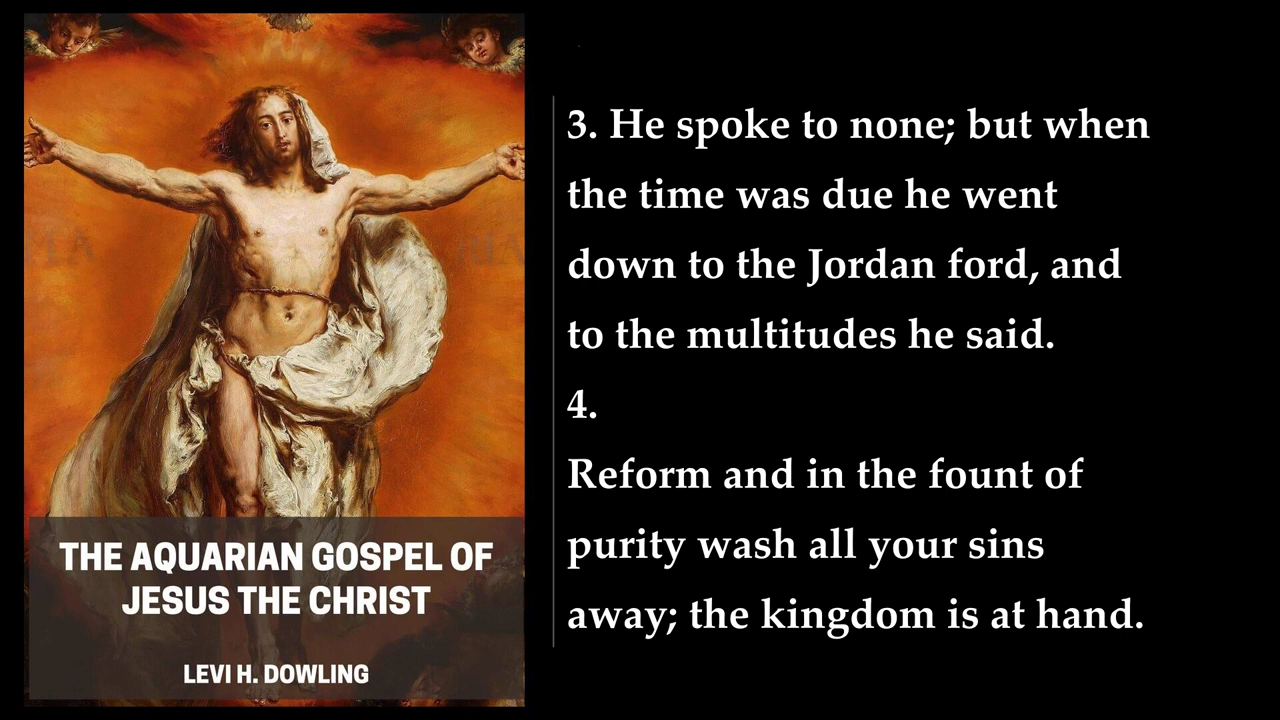 THE AQUARIAN GOSPEL OF
JESUS THE CHRIST
LEVI H. DOWLING
3. He spoke to none; but when
the time was due he went
down to the Jordan ford, and
to the multitudes he said.
4.
Reform and in the fount of
purity wash all your sins
away; the kingdom is at hand.